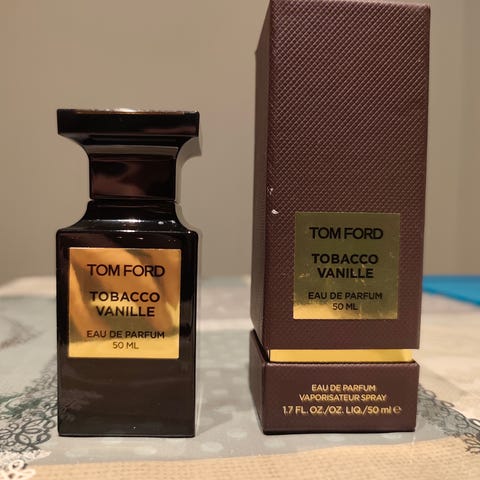 TOM FORD
TOBACCO
VANILLE
EAU DE PARFUM
50 ML
TOM FORD
TOBACCO
VANILLE
EAU DE PARFUM
50 ML
EAU DE PARFUM
VAPORISATEUR SPRAY
1.7 FL. OZ./OZ. LIQ./50 ml ℮